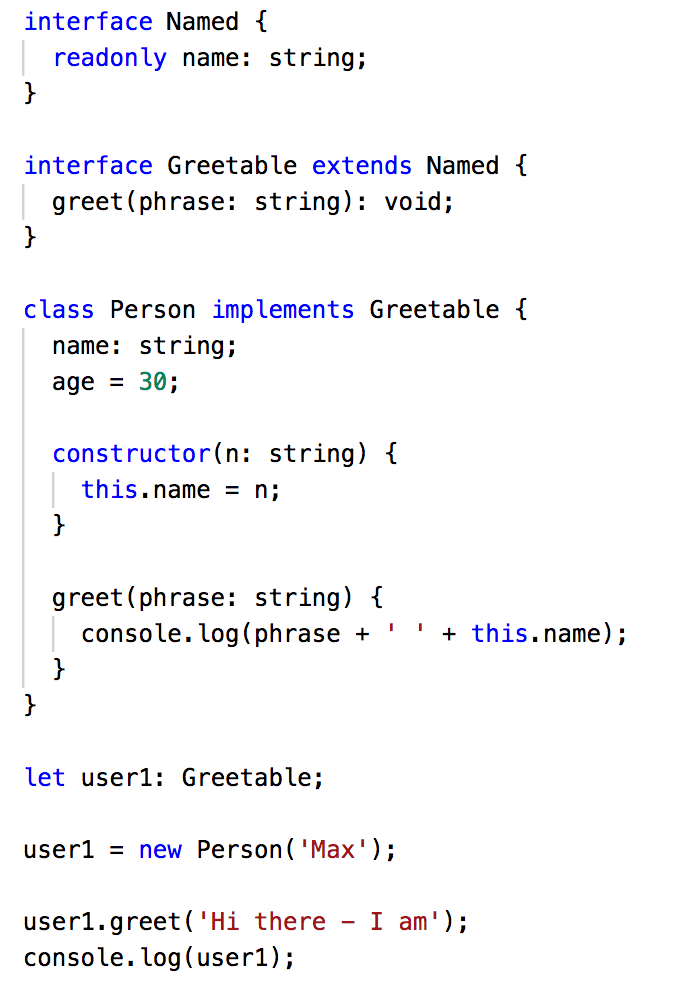 interface Named {
  readonly name: string;
}

interface Greetable extends Named {
  greet(phrase: string): void;
}

class Person implements Greetable {
  name: string;
  age = 30;

  constructor(n: string) {
    this.name = n;
  }

  greet(phrase: string) {
    console.log(phrase + ' ' + this.name);
  }
}

let user1: Greetable;

user1 = new Person('Max');

user1.greet('Hi there – I am');
console.log(user1);